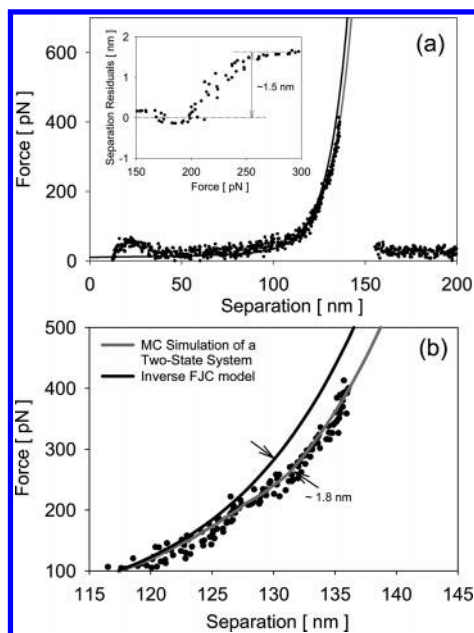 (a)
600
400
200
0
Force [ pN ]
0 50 100 150 200
Separation [ nm ]
2
1
0
-1
Separation Residuals [ nm ]
~1.5 nm
150 200 250 300
Force [ pN ]
(b)
500
400
300
200
100
Force [ pN ]
MC Simulation of a
Two-State System
Inverse FJC model
~ 1.8 nm
115 120 125 130 135 140 145
Separation [ nm ]